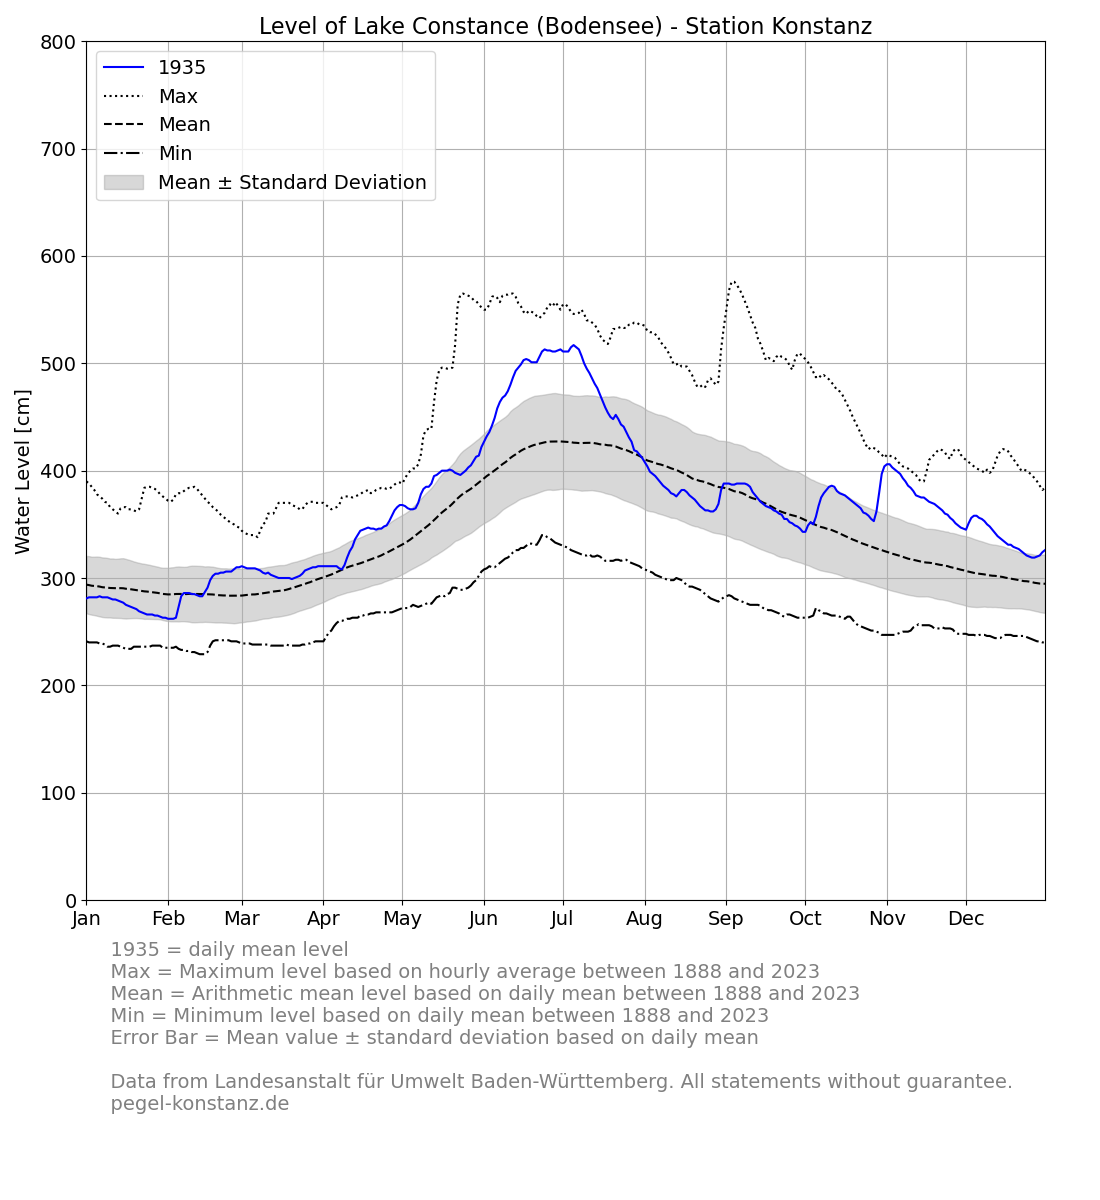 Level of Lake Constance (Bodensee) - Station Konstanz
800
700
600
500
400
300
200
100
0
Water Level [cm]
1935
Max
Mean
Min
Mean ± Standard Deviation
Jan Feb Mar Apr May Jun Jul Aug Sep Oct Nov Dec
1935 = daily mean level
Max = Maximum level based on hourly average between 1888 and 2023
Mean = Arithmetic mean level based on daily mean between 1888 and 2023
Min = Minimum level based on daily mean between 1888 and 2023
Error Bar = Mean value ± standard deviation based on daily mean
Data from Landesanstalt für Umwelt Baden-Württemberg. All statements without guarantee.
pegel-konstanz.de